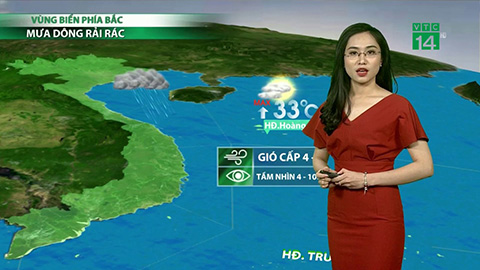 VÙNG BIỂN PHÍA BẮC
MƯA DÔNG RẢI RÁC
VTC
14
33°C
HĐ.Hoàng
GIÓ CẤP 4 -
TẦM NHÌN 4 - 10
HĐ. TRU